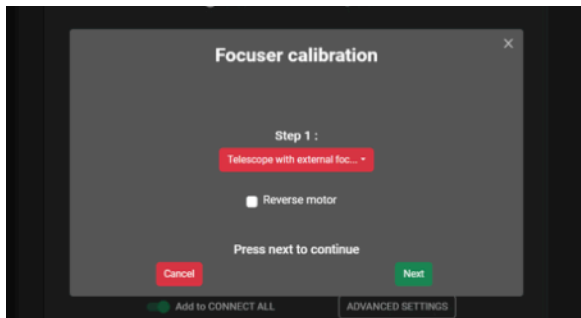 Focuser calibration
×
Step 1 :
Telescope with external foc...
Reverse motor
Press next to continue
Cancel
Next
Add to CONNECT ALL
ADVANCED SETTINGS